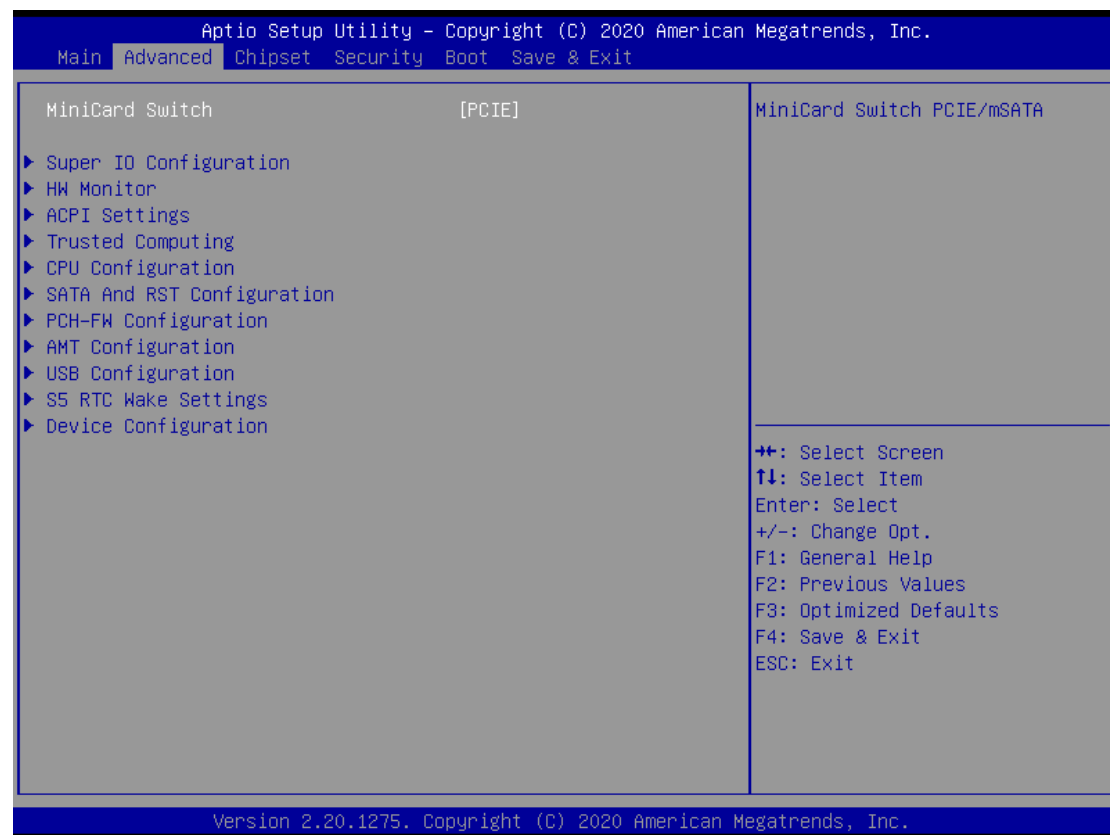 Aptio Setup Utility – Copyright (C) 2020 American Megatrends, Inc.
Main Advanced Chipset Security Boot Save & Exit
MiniCard Switch [PCIE]
Super IO Configuration
HW Monitor
ACPI Settings
Trusted Computing
CPU Configuration
SATA And RST Configuration
PCH-FW Configuration
AMT Configuration
USB Configuration
S5 RTC Wake Settings
Device Configuration
MiniCard Switch PCIE/mSATA
→←: Select Screen
↑↓: Select Item
Enter: Select
+/-: Change Opt.
F1: General Help
F2: Previous Values
F3: Optimized Defaults
F4: Save & Exit
ESC: Exit
Version 2.20.1275. Copyright (C) 2020 American Megatrends, Inc.